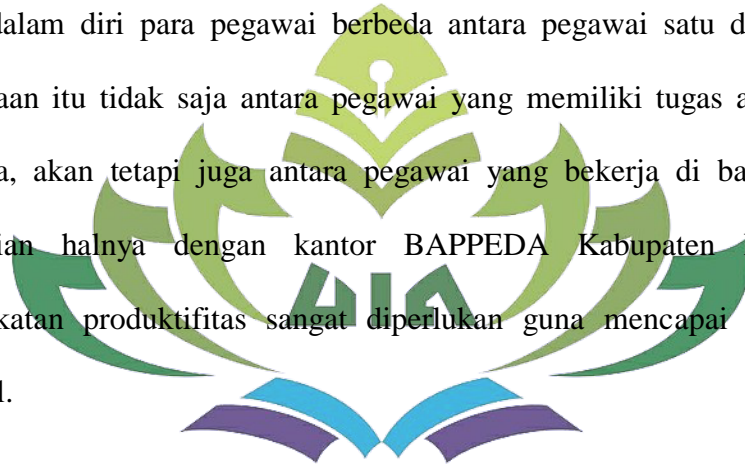 dalam diri para pegawai berbeda antara pegawai satu d
aan itu tidak saja antara pegawai yang memiliki tugas a
a, akan tetapi juga antara pegawai yang bekerja di ba
ian halnya dengan kantor BAPPEDA Kabupaten
UIN
katan produktifitas sangat diperlukan guna mencapai
l.